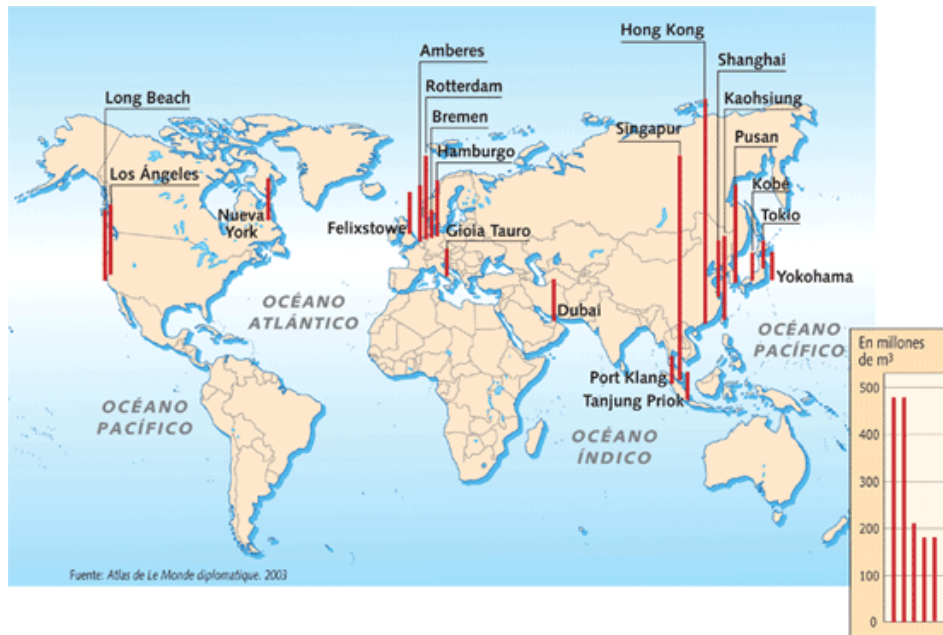 Hong Kong
Amberes
Shanghai
Rotterdam
Long Beach
Kaohsiung
Bremen
Singapur
Pusan
Hamburgo
Los Ángeles
Kobe
Nueva
York
Tokio
Felixstowe
Gioia Tauro
Yokohama
OCÉANO
ATLÁNTICO
Dubai
OCÉANO
PACÍFICO
En millones
de m³
500
Port Klang
Tanjung Priok
OCÉANO
PACÍFICO
400
OCÉANO
ÍNDICO
300
200
100
0
Fuente: Atlas de Le Monde diplomatique. 2003